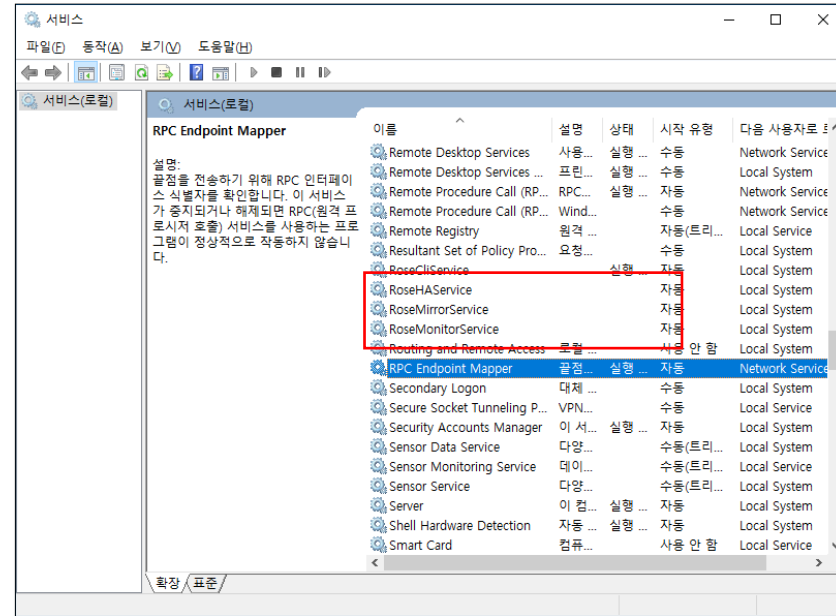 서비스
파일(F) 동작(A) 보기(V) 도움말(H)
서비스(로컬)
서비스(로컬)
RPC Endpoint Mapper
설명:
끝점을 전송하기 위해 RPC 인터페이
스 식별자를 확인합니다. 이 서비스
가 중지되거나 해제되면 RPC(원격 프
로시저 호출) 서비스를 사용하는 프로
그램이 정상적으로 작동하지 않습니
다.
이름 설명 상태 시작 유형 다음 사용자로
Remote Desktop Services 사용... 실행 ... 수동 Network Service
Remote Desktop Services ... 프린... 실행 ... 수동 Local System
Remote Procedure Call (RP... RPC... 실행 ... 자동 Network Service
Remote Procedure Call (RP... Wind... 수동 Network Service
Remote Registry 원격 ... 자동(트리... Local Service
Resultant Set of Policy Pro... 요청... 수동 Local System
RoseCliService 실행 ... 자동 Local System
RoseHAService 자동 Local System
RoseMirrorService 자동 Local System
RoseMonitorService 자동 Local System
Routing and Remote Access 로컬 ... 사용 안 함 Local System
RPC Endpoint Mapper 끝점... 실행 ... 자동 Network Service
Secondary Logon 대체 ... 수동 Local System
Secure Socket Tunneling P... VPN... 수동 Local Service
Security Accounts Manager 이 서... 실행 ... 자동 Local System
Sensor Data Service 다양... 수동(트리... Local System
Sensor Monitoring Service 데이... 수동(트리... Local Service
Sensor Service 다양... 수동(트리... Local System
Server 이 컴... 실행 ... 자동 Local System
Shell Hardware Detection 자동 ... 실행 ... 자동 Local System
Smart Card 컴퓨... 사용 안 함 Local Service
확장 표준